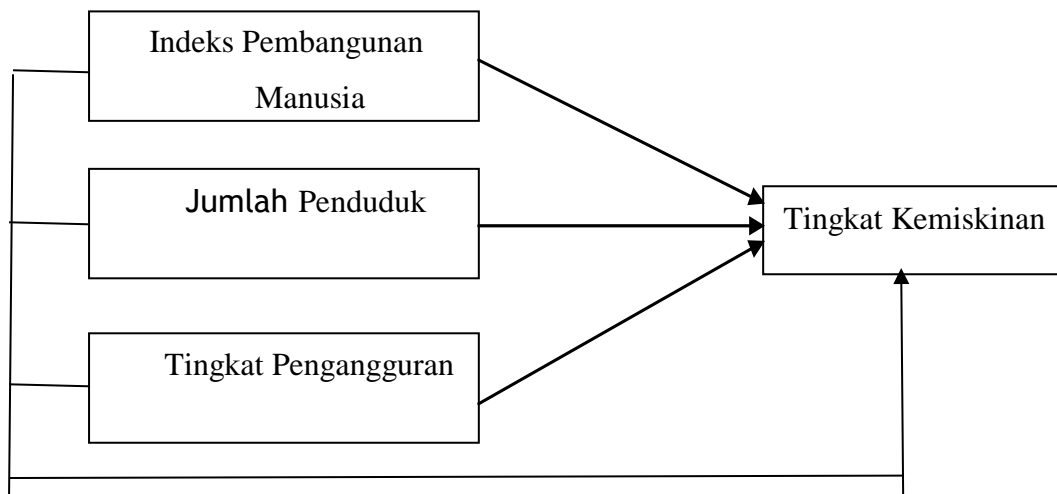 Indeks Pembangunan
Manusia
Jumlah Penduduk
Tingkat Kemiskinan
Tingkat Pengangguran